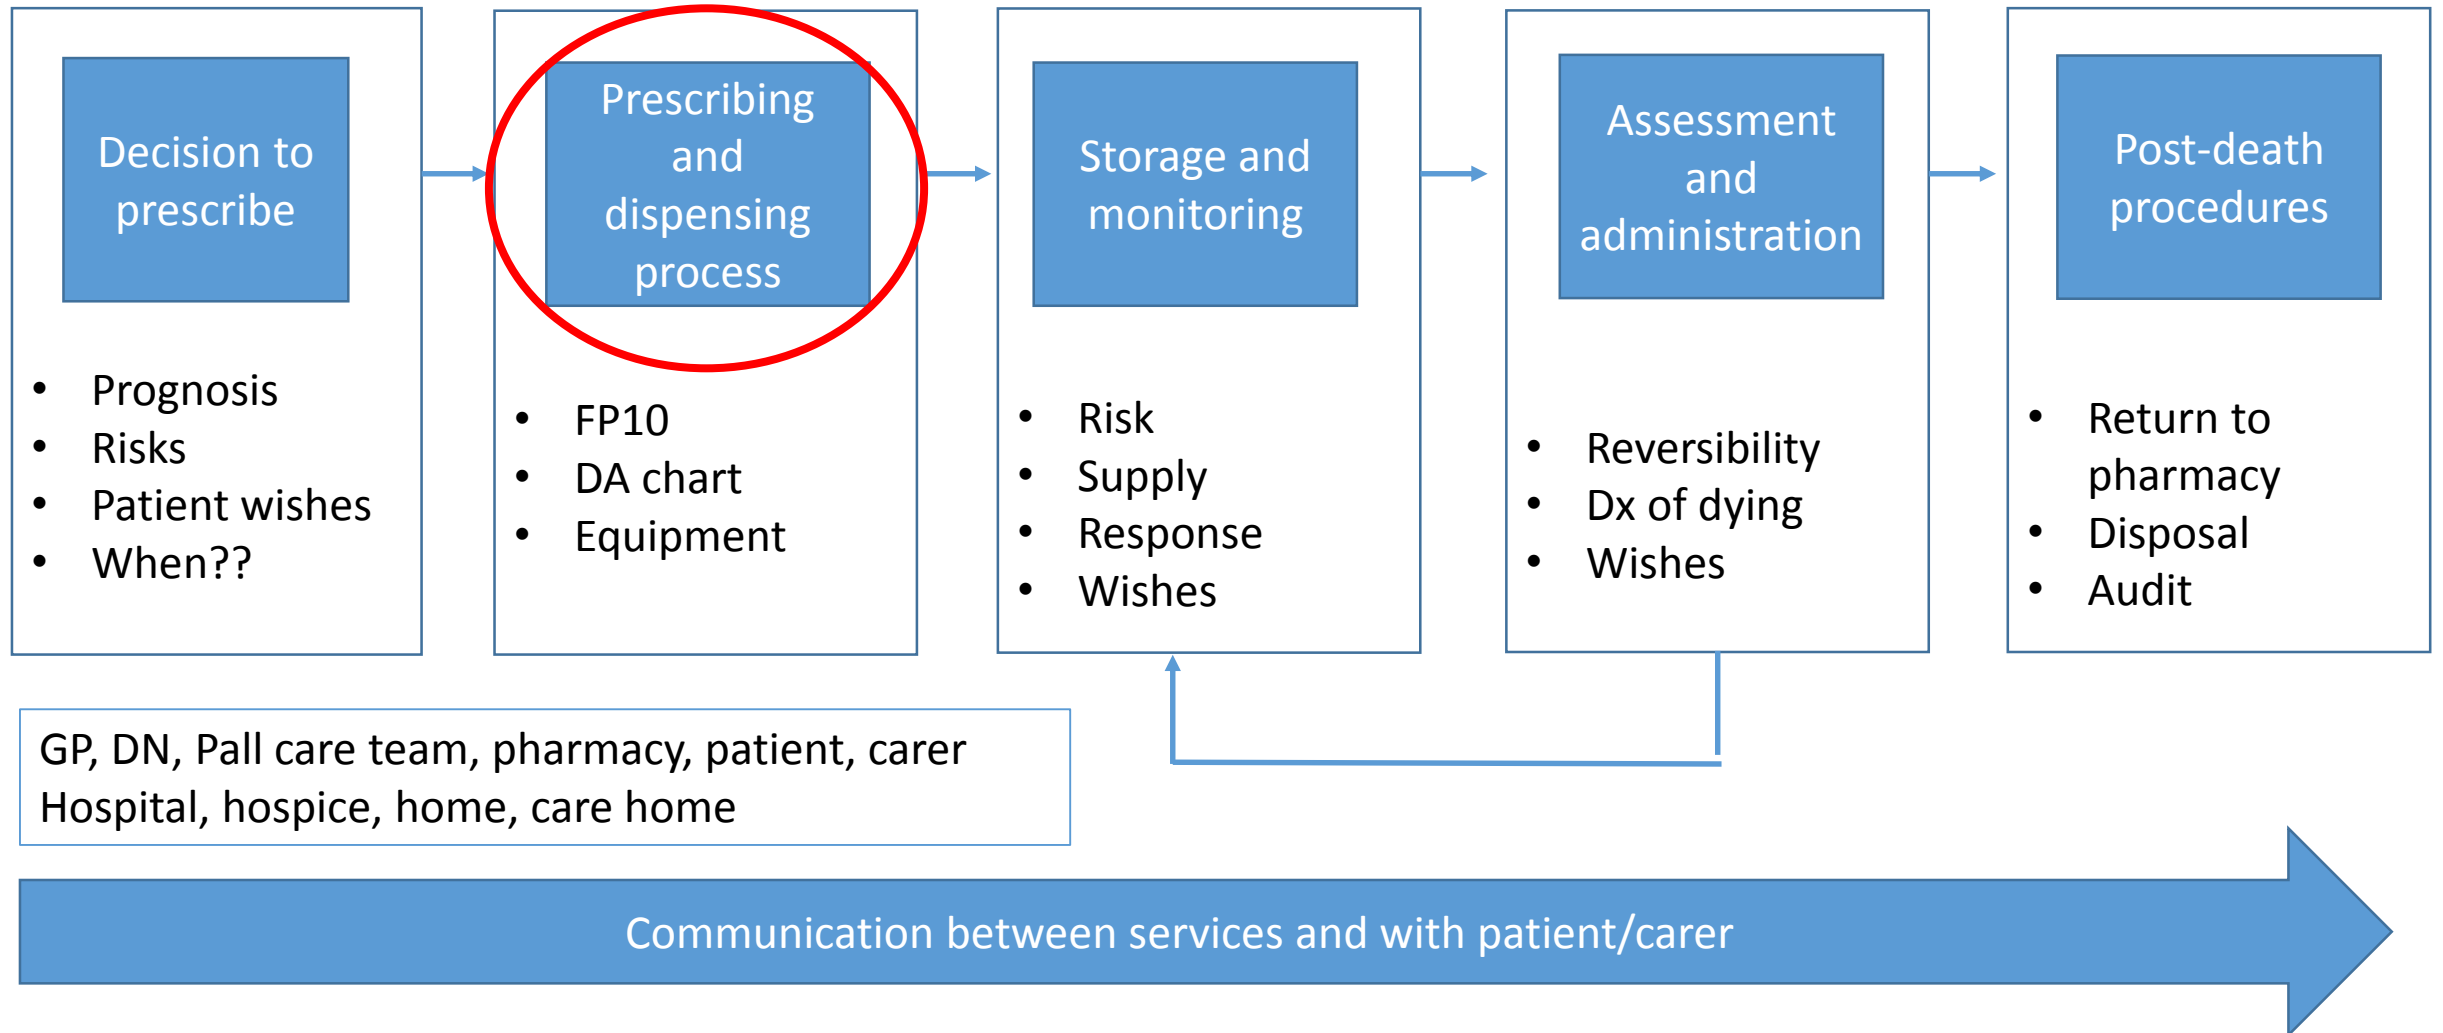 Decision to
prescribe
• Prognosis
• Risks
• Patient wishes
• When??
Prescribing
and
dispensing
process
• FP10
• DA chart
• Equipment
Storage and
monitoring
• Risk
• Supply
• Response
• Wishes
Assessment
and
administration
• Reversibility
• Dx of dying
• Wishes
Post-death
procedures
• Return to
pharmacy
• Disposal
• Audit
GP, DN, Pall care team, pharmacy, patient, carer
Hospital, hospice, home, care home
Communication between services and with patient/carer